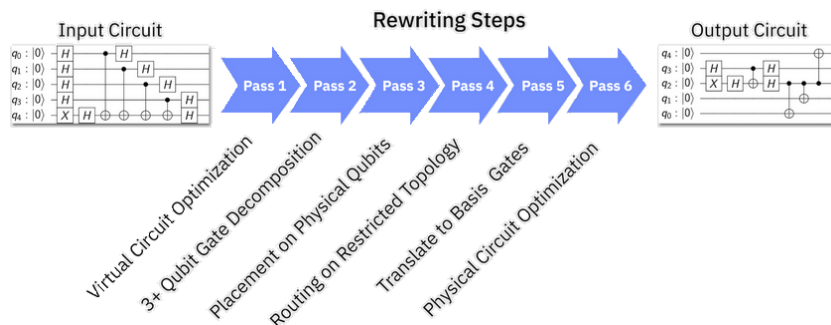 Rewriting Steps
Input Circuit
Output Circuit
q₀ : |0⟩ H H
q₁ : |0⟩ H H
q₂ : |0⟩ H H
q₃ : |0⟩ H H
q₄ : |0⟩ X H
Pass 1
Pass 2
Pass 3
Pass 4
Pass 5
Pass 6
q₄ : |0⟩
q₃ : |0⟩ H H
q₂ : |0⟩ X H H
q₁ : |0⟩
q₀ : |0⟩
Virtual Circuit Optimization
3+ Qubit Gate Decomposition
Placement on Physical Qubits
Routing on Restricted Topology
Translate to Basis Gates
Physical Circuit Optimization